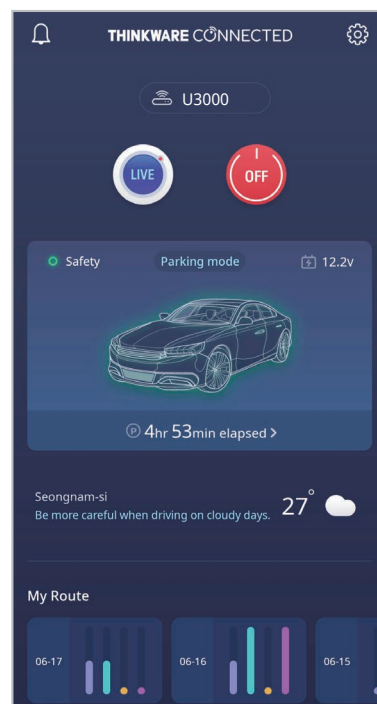 THINKWARE CONNECTED
U3000
LIVE
OFF
Safety Parking mode 12.2v
P 4hr 53min elapsed >
Seongnam-si
Be more careful when driving on cloudy days.
27°
My Route
06-17 06-16 06-15